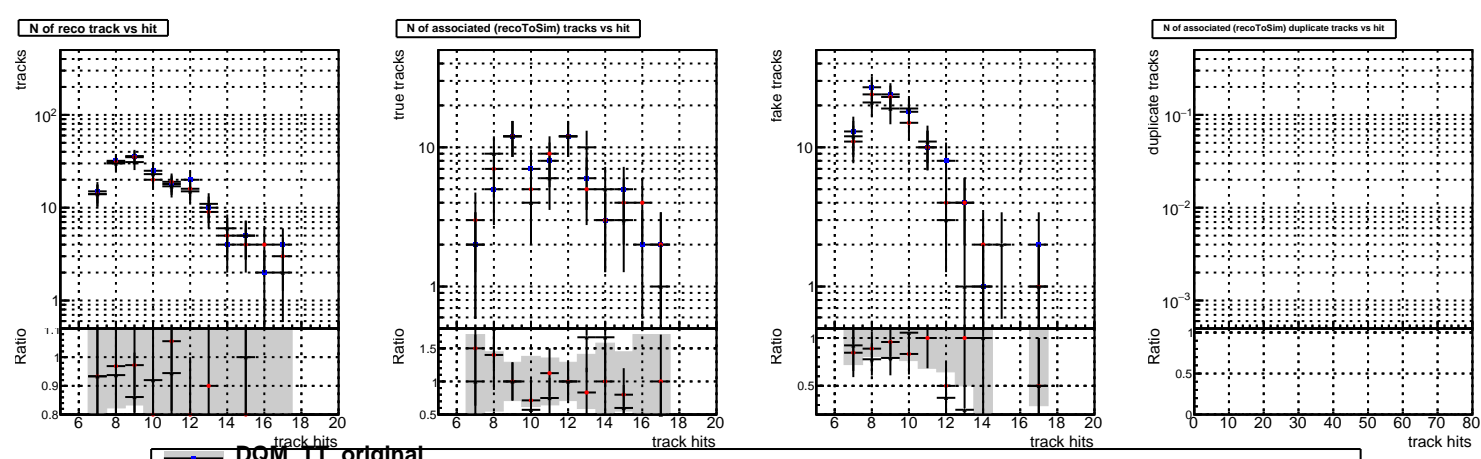 N of reco track vs hit
N of associated (recoToSim) tracks vs hit
N of associated (recoToSim) duplicate tracks vs hit
tracks
10²
10
1
Ratio
1.1
1
0.9
0.8
6 8 10 12 14 16 18 20
track hits
true tracks
10
1
Ratio
1.5
1
0.5
6 8 10 12 14 16 18 20
track hits
fake tracks
10
1
Ratio
1
0.5
6 8 10 12 14 16 18 20
track hits
duplicate tracks
10⁻¹
10⁻²
10⁻³
Ratio
1
0.5
0
0 10 20 30 40 50 60 70 80
track hits
DQM_TT_original